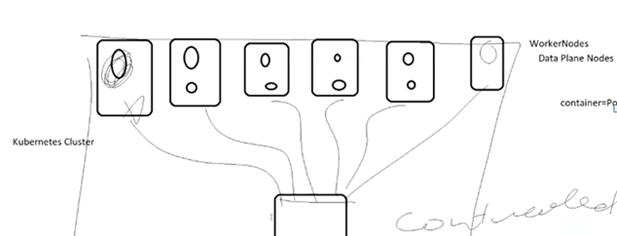 WorkerNodes
Data Plane Nodes
container=Po
Kubernetes Cluster